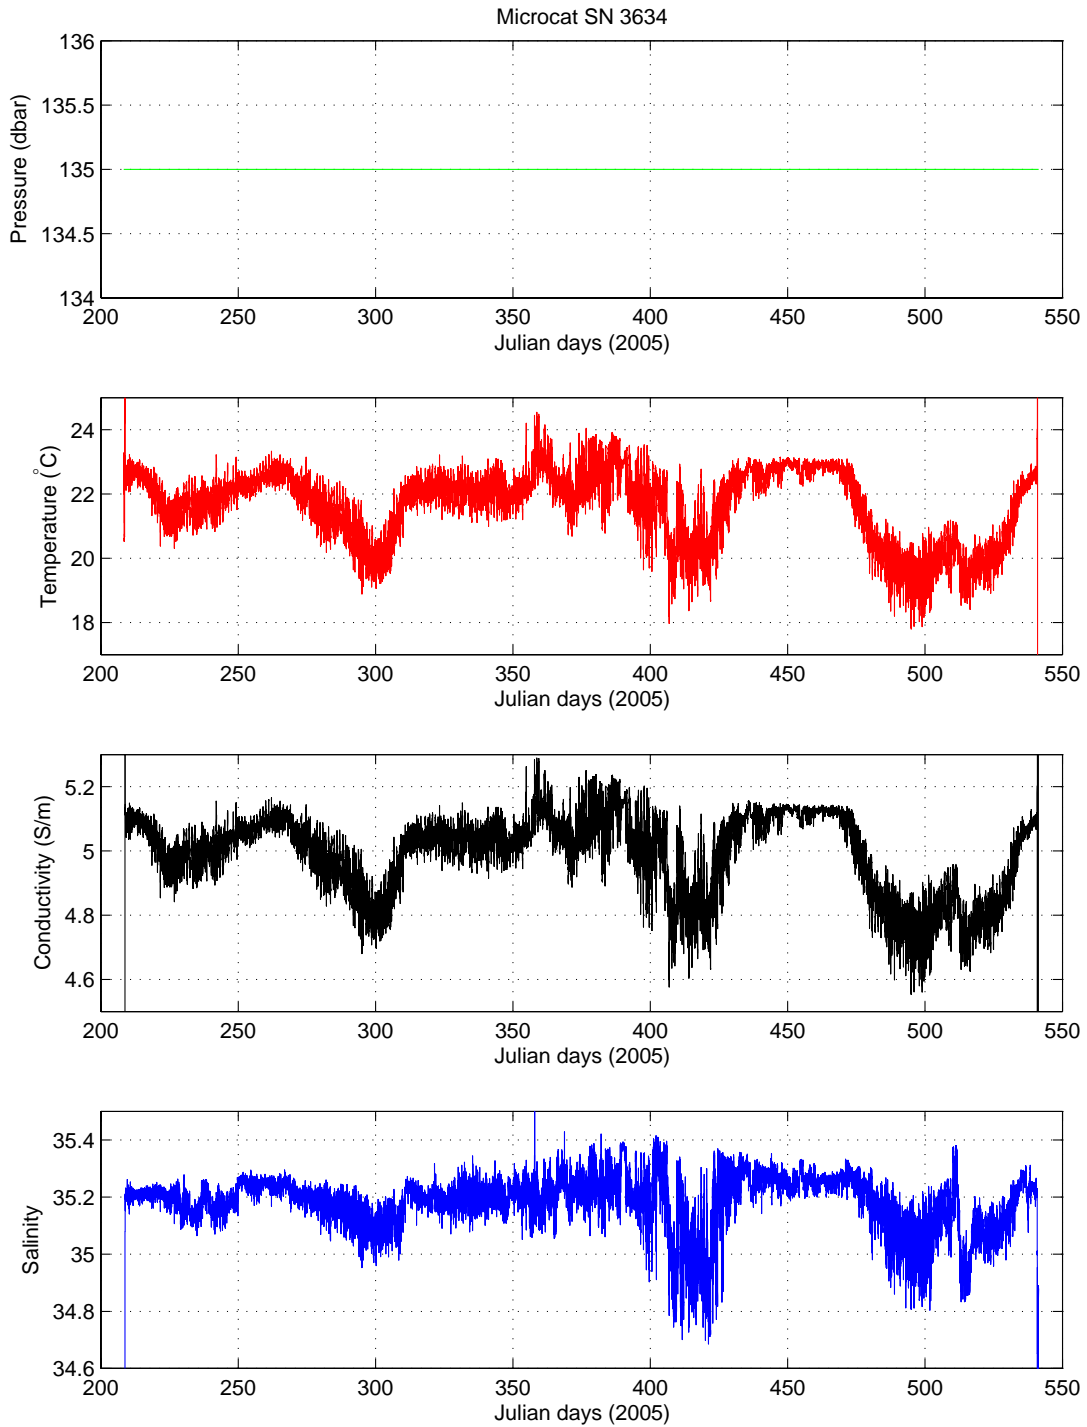 Microcat SN 3634
136
135.5
135
134.5
134
Pressure (dbar)
200 250 300 350 400 450 500 550
Julian days (2005)
24
22
20
18
Temperature (°C)
200 250 300 350 400 450 500 550
Julian days (2005)
5.2
5
4.8
4.6
Conductivity (S/m)
200 250 300 350 400 450 500 550
Julian days (2005)
35.4
35.2
35
34.8
34.6
Salinity
200 250 300 350 400 450 500 550
Julian days (2005)